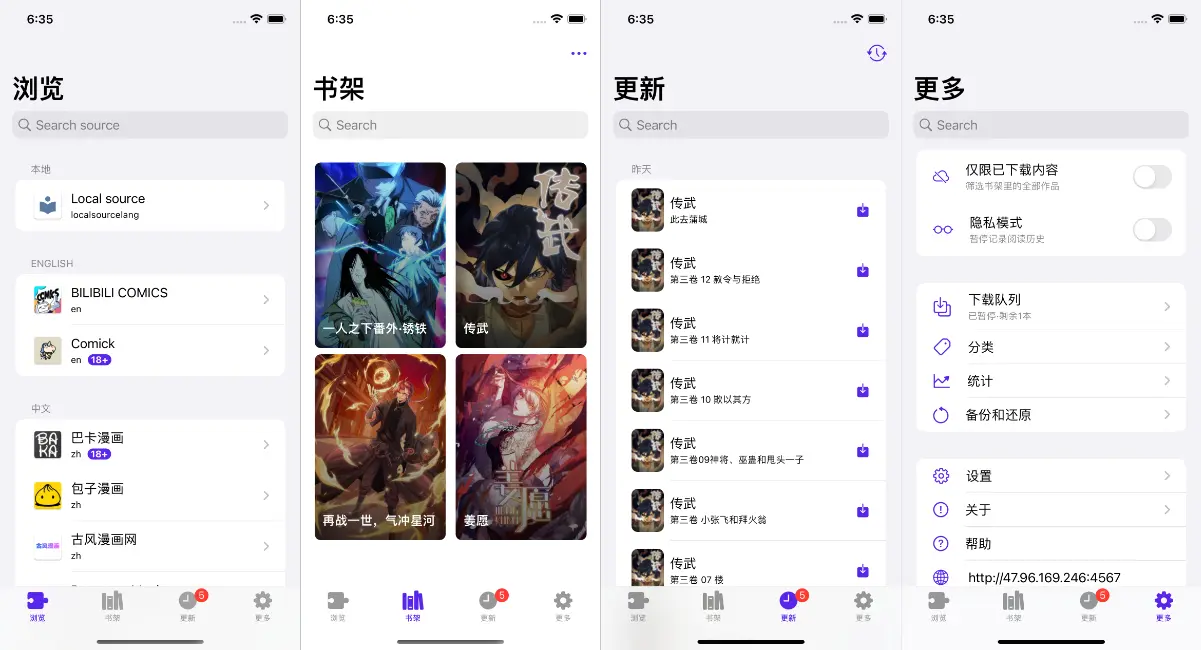 6:35
浏览
Search source
本地
Local source
localsourcelang
ENGLISH
BILIBILI COMICS
en
Comick
en 18+
中文
BAKA
巴卡漫画
zh 18+
包子漫画
zh
古风漫画
古风漫画网
zh
浏览
书架
5
更新
更多
6:35
书架
Search
一人之下番外·锈铁
传武
传武
再战一世，气冲星河
姜愿
姜愿
浏览
书架
5
更新
更多
6:35
更新
Search
昨天
传武
此去蒲城
传武
第三卷 12 敕令与拒绝
传武
第三卷 11 将计就计
传武
第三卷 10 敗以其方
传武
第三卷09神将、巫蛊和甩头一子
传武
第三卷 小张飞和拜火翁
传武
第三卷 07 楼
浏览
书架
5
更新
更多
6:35
更多
Search
仅限已下载内容
筛选书架里的全部作品
隐私模式
暂停记录阅读历史
下载队列
已暂停·剩余1本
分类
统计
备份和还原
设置
关于
帮助
http://47.96.169.246:4567
浏览
书架
5
更新
更多